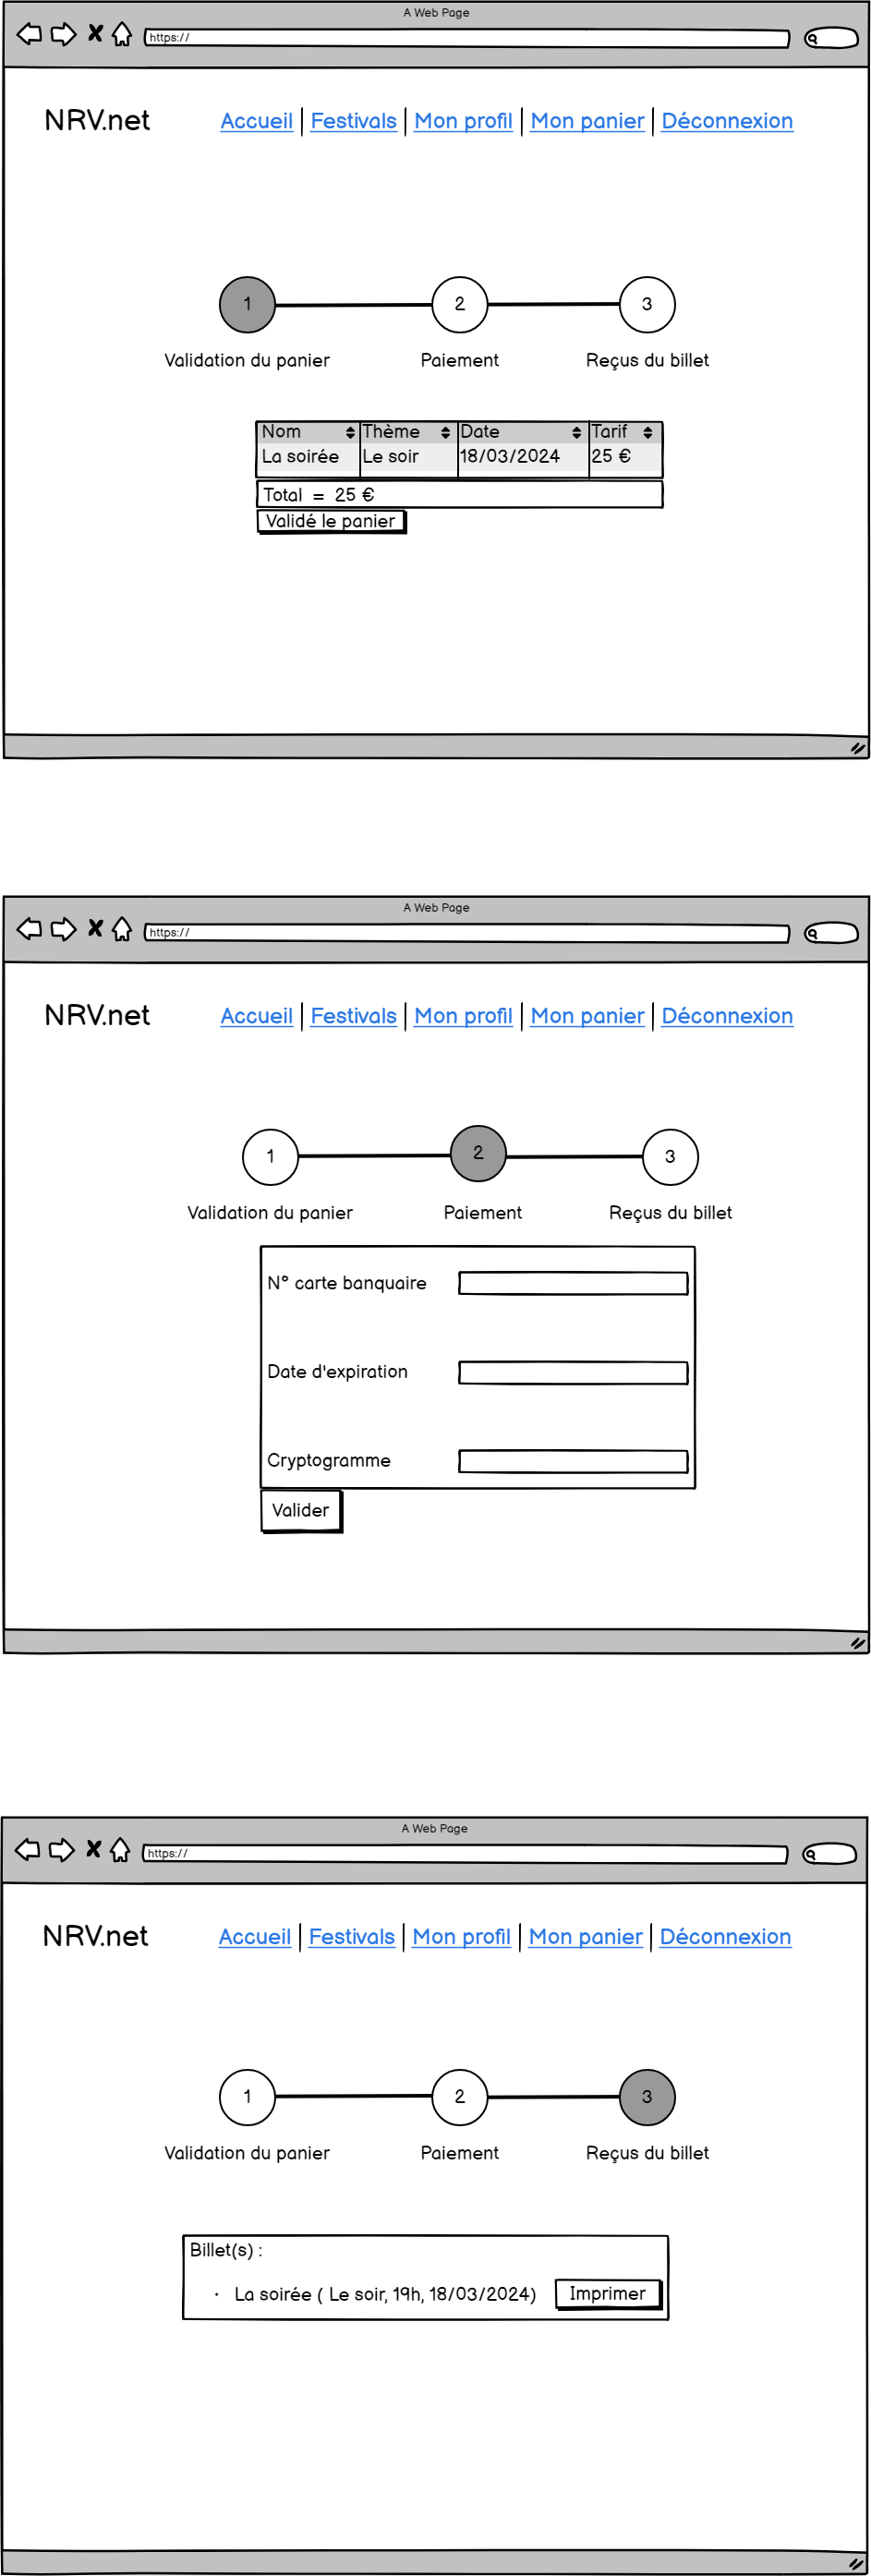 A Web Page
https://
NRV.net Accueil Festivals Mon profil Mon panier Déconnexion
1 2 3
Validation du panier Paiement Reçus du billet
Nom Thème Date Tarif
La soirée Le soir 18/03/2024 25 €
Total = 25 €
Validé le panier
A Web Page
https://
NRV.net Accueil Festivals Mon profil Mon panier Déconnexion
1 2 3
Validation du panier Paiement Reçus du billet
N° carte banquaire
Date d'expiration
Cryptogramme
Valider
A Web Page
https://
NRV.net Accueil Festivals Mon profil Mon panier Déconnexion
1 2 3
Validation du panier Paiement Reçus du billet
Billet(s) :
· La soirée ( Le soir, 19h, 18/03/2024) Imprimer